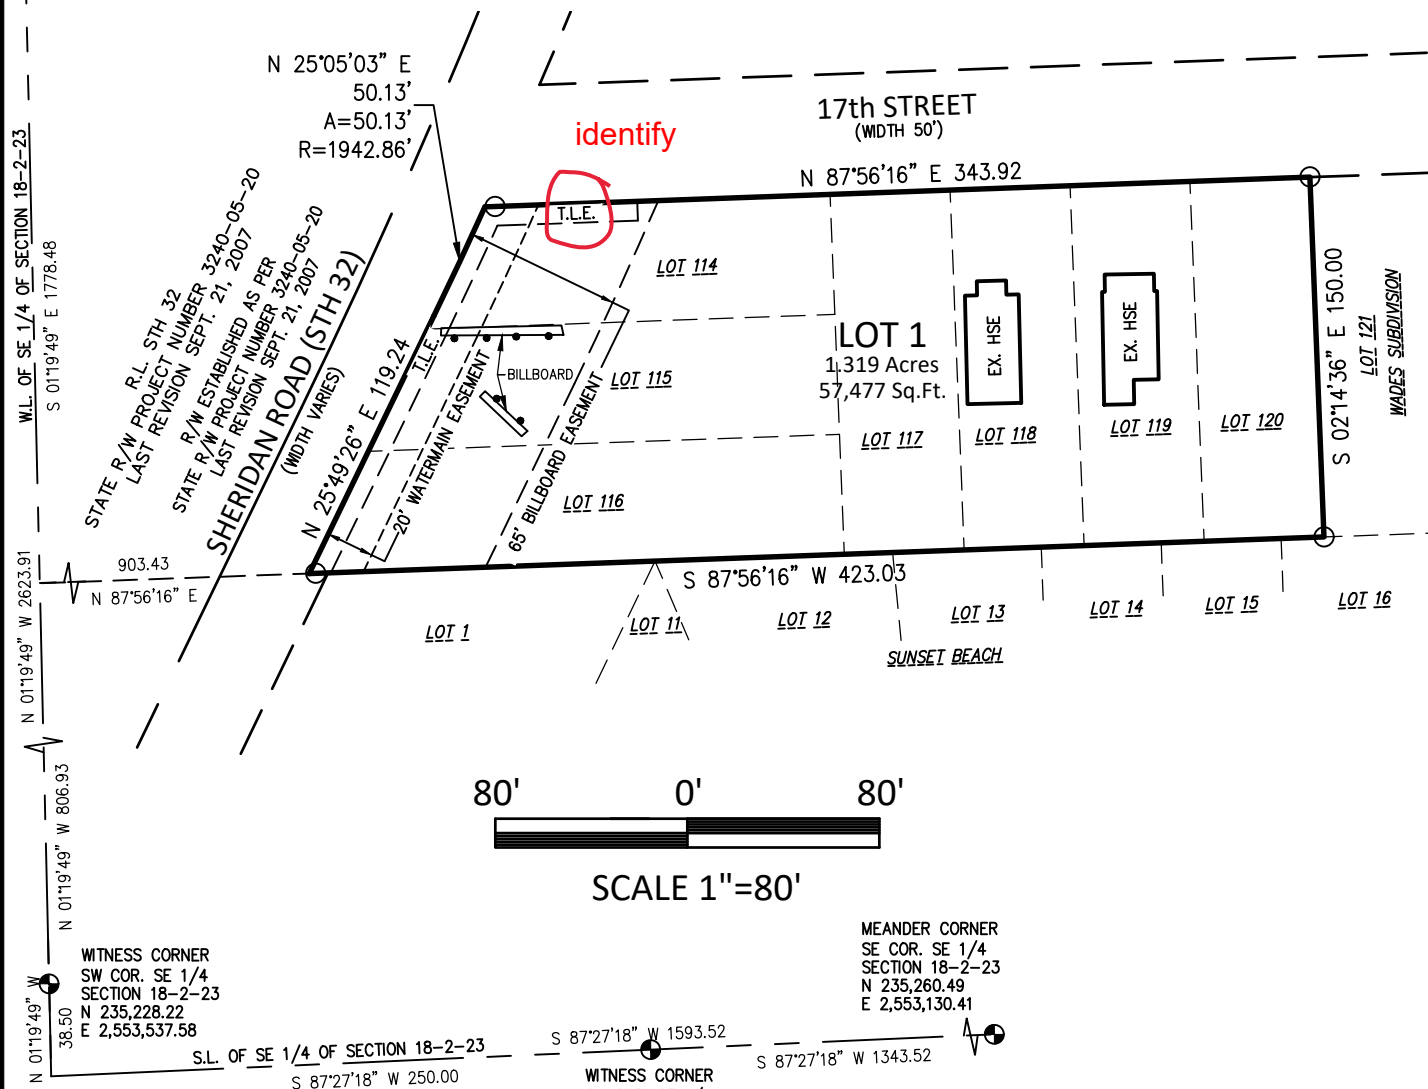 N 25°05'03" E
50.13'
A=50.13'
R=1942.86'
identify
17th STREET
(WIDTH 50')
N 87°56'16" E 343.92
T.L.E.
W.L. OF SE 1/4 OF SECTION 18-2-23
S 01°19'49" E 1778.48
R.L. STH 32
STATE R/W PROJECT NUMBER 3240-05-20
LAST REVISION SEPT. 21, 2007
R/W ESTABLISHED AS PER
STATE R/W PROJECT NUMBER 3240-05-20
LAST REVISION SEPT. 21, 2007
SHERIDAN ROAD (STH 32)
(WIDTH VARIES)
N 25°49'26" E 119.24
T.L.E.
20' WATERMAIN EASEMENT
BILLBOARD
65' BILLBOARD EASEMENT
LOT 114
LOT 115
LOT 116
LOT 1
1.319 Acres
57,477 Sq.Ft.
EX. HSE
EX. HSE
LOT 117
LOT 118
LOT 119
LOT 120
S 02°14'36" E 150.00
LOT 121
WADES SUBDIVISION
903.43
N 87°56'16" E
S 87°56'16" W 423.03
LOT 1
LOT 11
LOT 12
LOT 13
LOT 14
LOT 15
LOT 16
SUNSET BEACH
N 01°19'49" W 2623.91
N 01°19'49" W 806.93
80'
0'
80'
SCALE 1"=80'
WITNESS CORNER
SW COR. SE 1/4
SECTION 18-2-23
N 235,228.22
E 2,553,537.58
MEANDER CORNER
SE COR. SE 1/4
SECTION 18-2-23
N 235,260.49
E 2,553,130.41
N 01°19'49" W
38.50
S.L. OF SE 1/4 OF SECTION 18-2-23
S 87°27'18" W 250.00
S 87°27'18" W 1593.52
WITNESS CORNER
S 87°27'18" W 1343.52